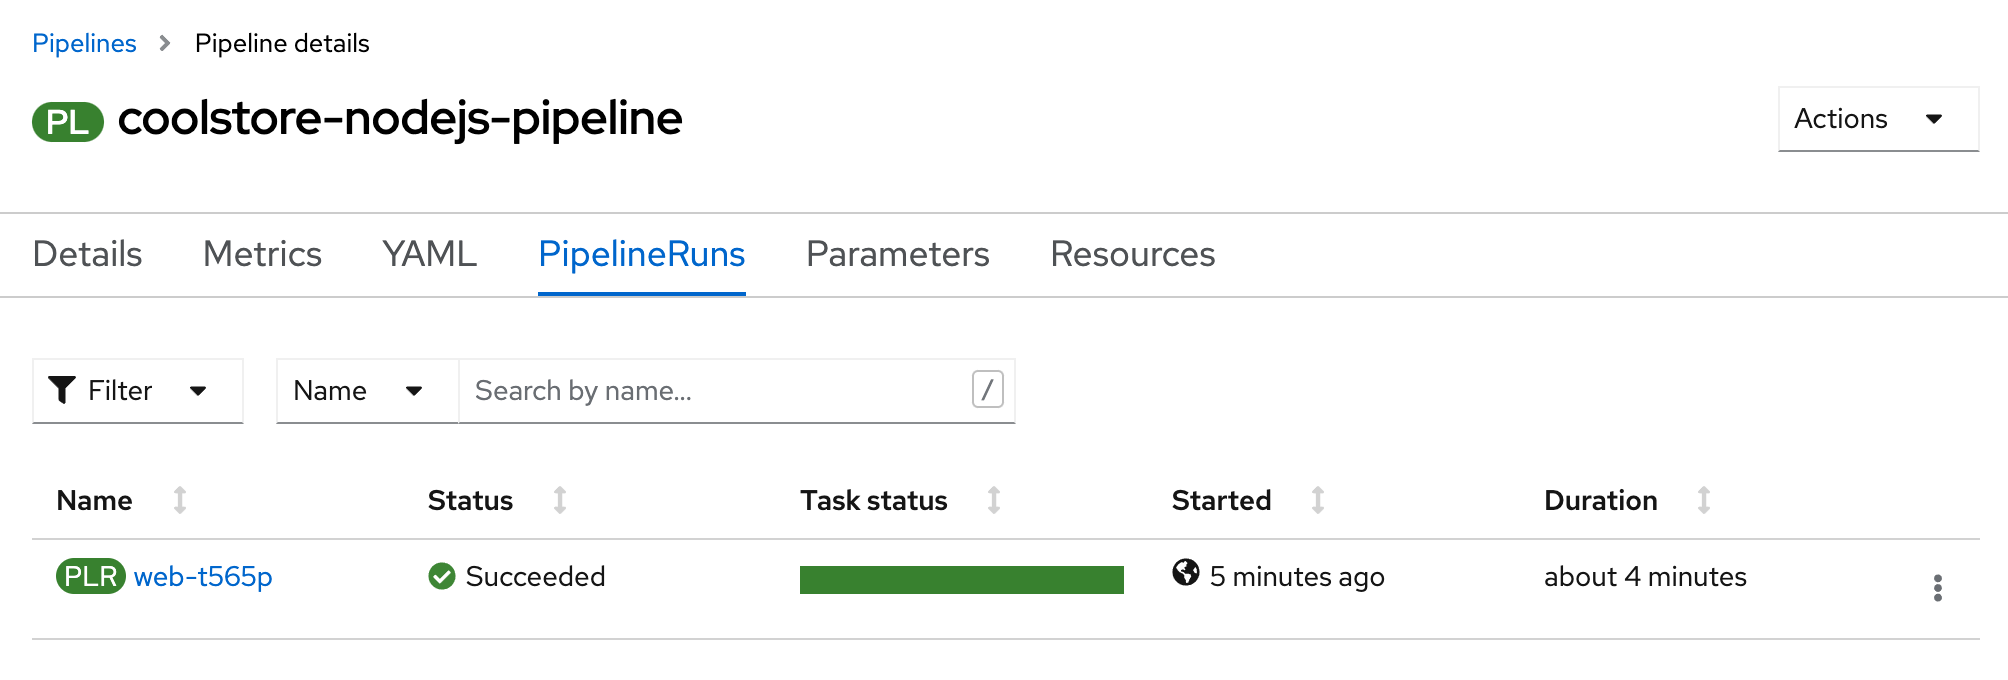 Pipelines Pipeline details
PL coolstore-nodejs-pipeline
Actions
Details Metrics YAML PipelineRuns Parameters Resources
Filter Name Search by name... /
Name Status Task status Started Duration
PLR web-t565p Succeeded 5 minutes ago about 4 minutes